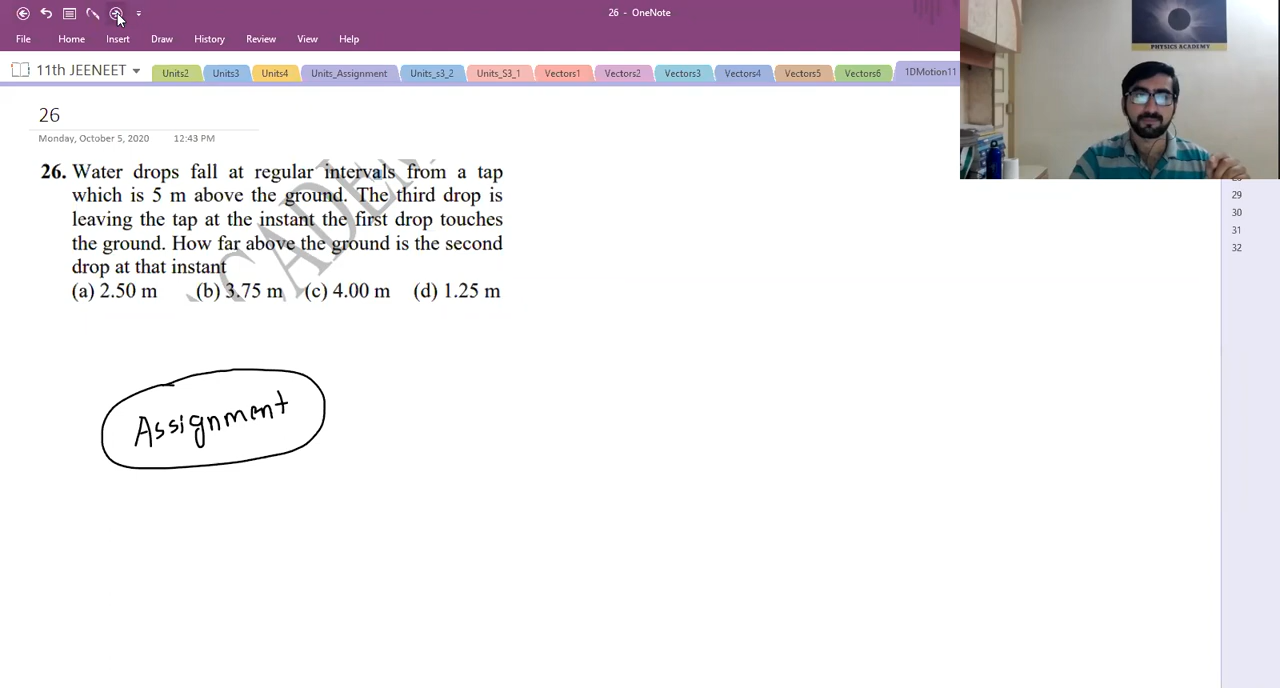 26 - OneNote
File Home Insert Draw History Review View Help
11th JEENEET Units2 Units3 Units4 Units_Assignment Units_s3_2 Units_S3_1 Vectors1 Vectors2 Vectors3 Vectors4 Vectors5 Vectors6 1DMotion11
PHYSICS ACADEMY
26
Monday, October 5, 2020 12:43 PM
26. Water drops fall at regular intervals from a tap
which is 5 m above the ground. The third drop is
leaving the tap at the instant the first drop touches
the ground. How far above the ground is the second
drop at that instant
(a) 2.50 m (b) 3.75 m (c) 4.00 m (d) 1.25 m
Assignment
29
30
31
32